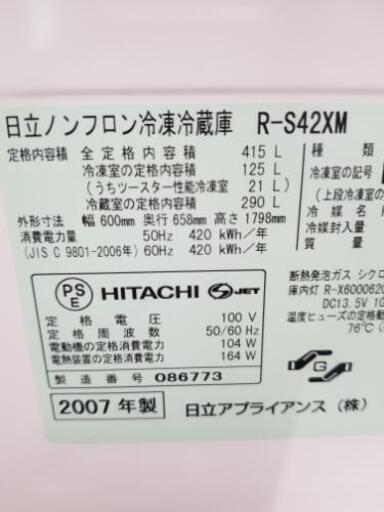 日立ノンフロン冷凍冷蔵庫 R-S42XM
定格内容積 全定格内容積 415 L 種類
冷凍室の定格内容積 125 L 冷凍室の記
(うちツースター性能冷凍室 21 L) (上段冷凍室の
冷蔵室の定格内容積 290 L 冷媒名
外形寸法 幅 600mm 奥行 658mm 高さ 1798mm 冷媒封入量
消費電力量 50Hz 420 kWh/年 質量
(JIS C 9801-2006年) 60Hz 420 kWh/年
断熱発泡ガス シクロ
PS E HITACHI JET 庫内灯 R-X6000620
DC13.5V 10
定格電圧 100 V 温度ヒューズの定格動
定格周波数 50/60 Hz 76℃
電動機の定格消費電力 104 W
電熱装置の定格消費電力 164 W
G
製造番号 086773
2007 年製 日立アプライアンス(株)